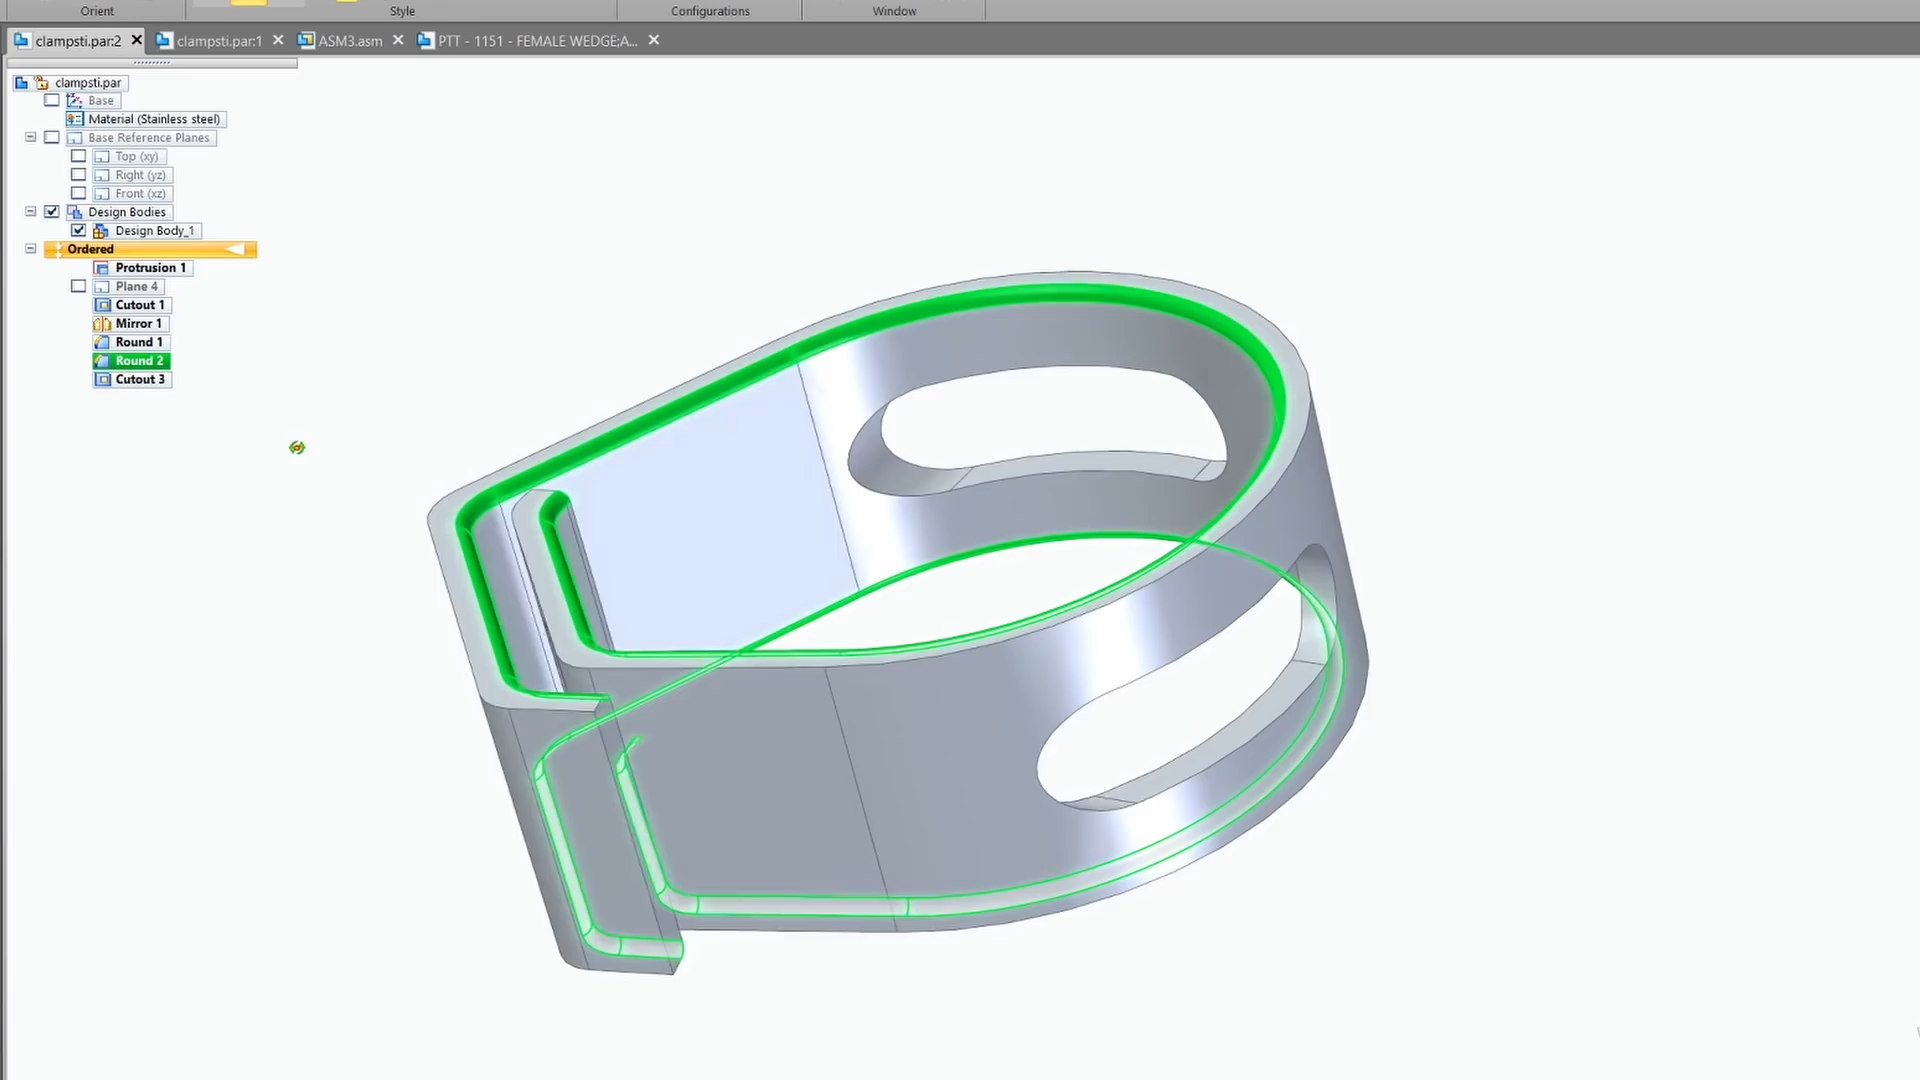 Orient
Style
Configurations
Window
clampsti.par:2
clampsti.par:1
ASM3.asm
PTT - 1151 - FEMALE WEDGE;A...
clampsti.par
Base
Material (Stainless steel)
Base Reference Planes
Top (xy)
Right (yz)
Front (xz)
Design Bodies
Design Body_1
Ordered
Protrusion 1
Plane 4
Cutout 1
Mirror 1
Round 1
Round 2
Cutout 3